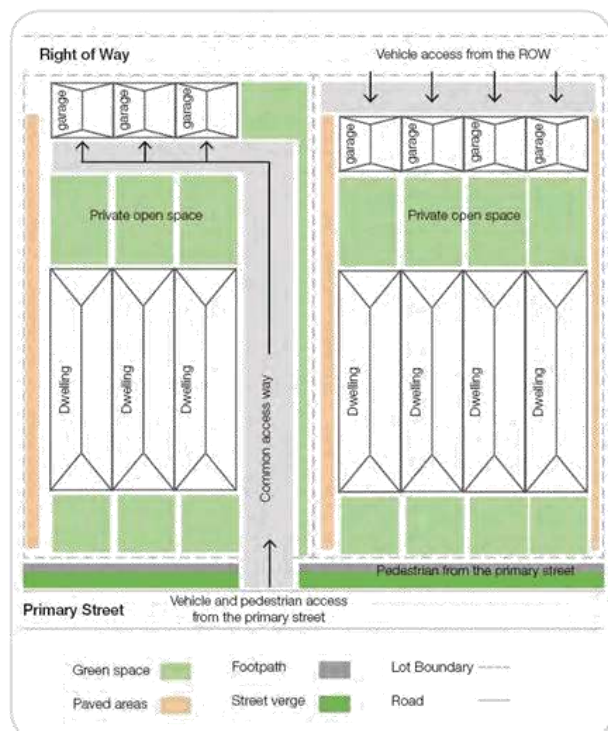 Right of Way
Vehicle access from the ROW
garage
garage
garage
garage
garage
garage
garage
Private open space
Private open space
Dwelling
Dwelling
Dwelling
Dwelling
Dwelling
Dwelling
Dwelling
Common access way
Pedestrian from the primary street
Primary Street
Vehicle and pedestrian access
from the primary street
Green space
Footpath
Lot Boundary
Paved areas
Street verge
Road